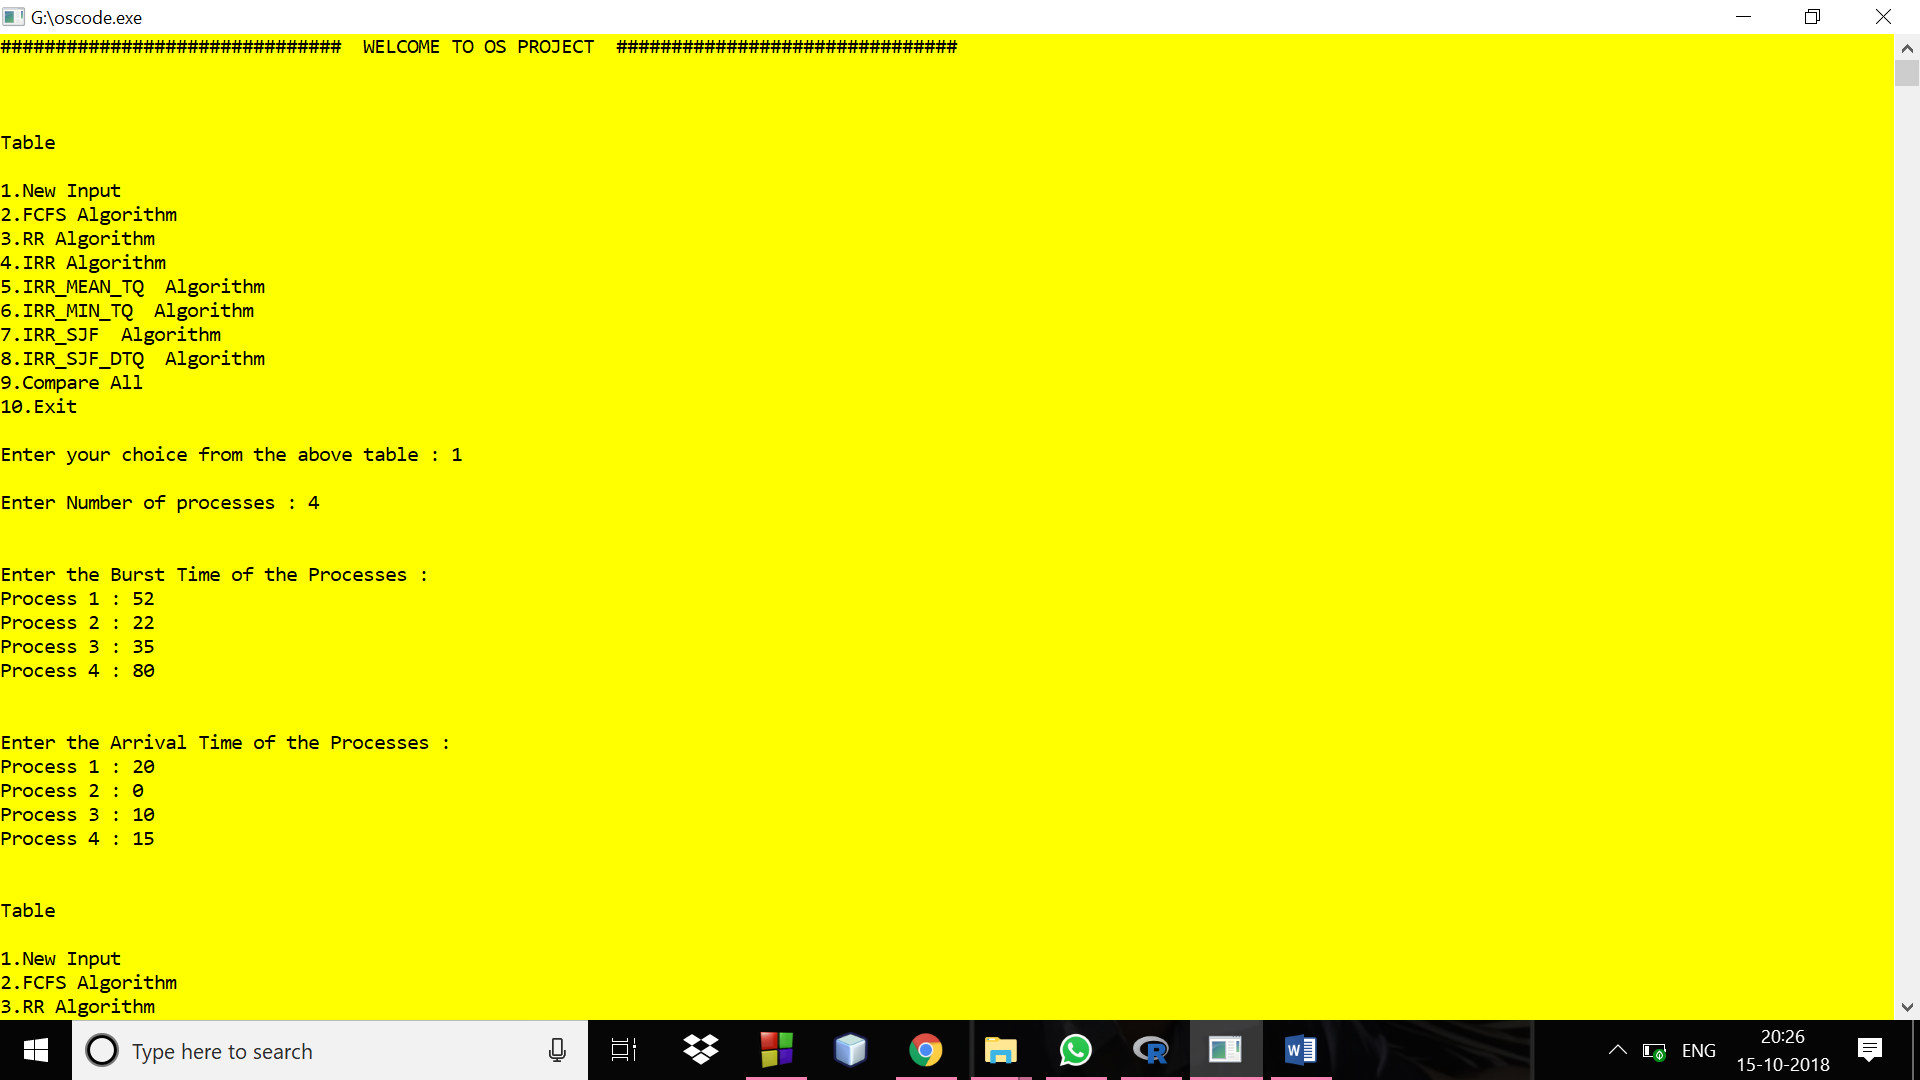 G:\oscode.exe
############################### WELCOME TO OS PROJECT ###############################
Table
1.New Input
2.FCFS Algorithm
3.RR Algorithm
4.IRR Algorithm
5.IRR_MEAN_TQ  Algorithm
6.IRR_MIN_TQ  Algorithm
7.IRR_SJF  Algorithm
8.IRR_SJF_DTQ  Algorithm
9.Compare All
10.Exit
Enter your choice from the above table : 1
Enter Number of processes : 4
Enter the Burst Time of the Processes :
Process 1 : 52
Process 2 : 22
Process 3 : 35
Process 4 : 80
Enter the Arrival Time of the Processes :
Process 1 : 20
Process 2 : 0
Process 3 : 10
Process 4 : 15
Table
1.New Input
2.FCFS Algorithm
3.RR Algorithm
Type here to search
ENG
20:26
15-10-2018